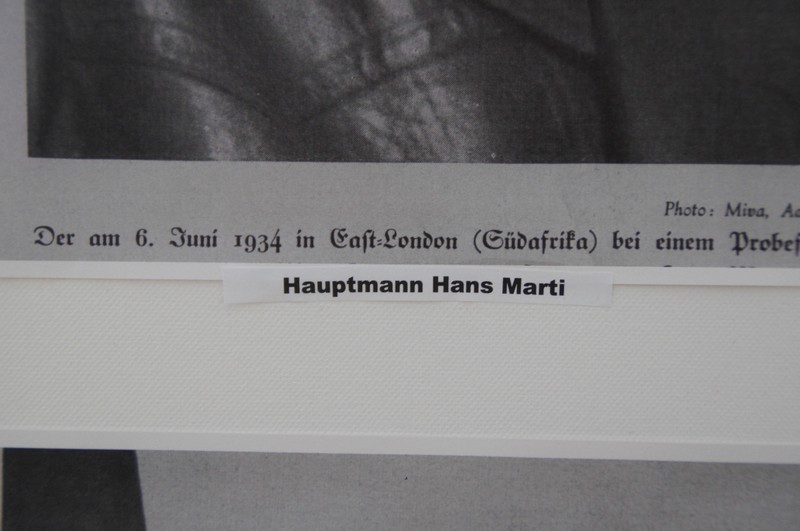 Photo: Miva,
Der am 6. Juni 1934 in East-London (Südafrika) bei einem
Hauptmann Hans Marti